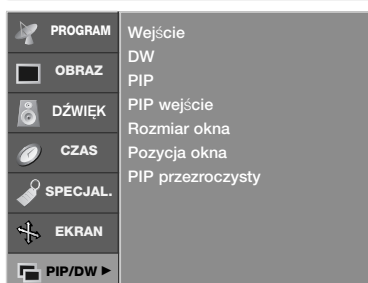 PROGRAM
OBRAZ
DŹWIĘK
CZAS
SPECJAL.
EKRAN
PIP/DW ►
Wejście
DW
PIP
PIP wejście
Rozmiar okna
Pozycja okna
PIP przezroczysty